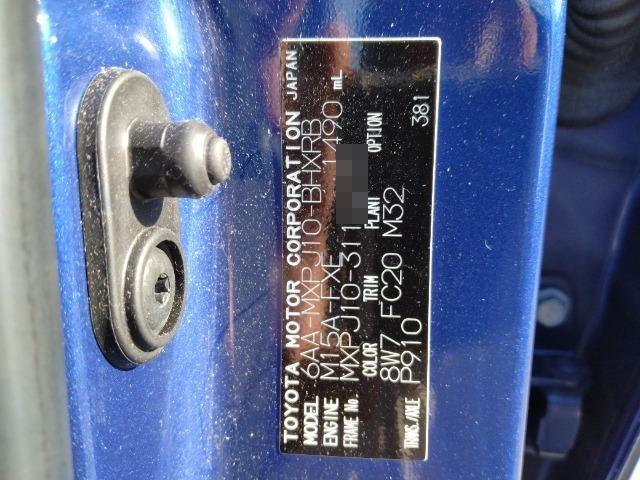 TOYOTA MOTOR CORPORATION JAPAN
MODEL 6AA-MXPJ10-BHXRB
ENGINE M15A-FXE 1490 mL
FRAME No. MXPJ10-311
COLOR TRIM PLANT OPTION
8W7 FC20 M32 381
TRANS./AXLE P910